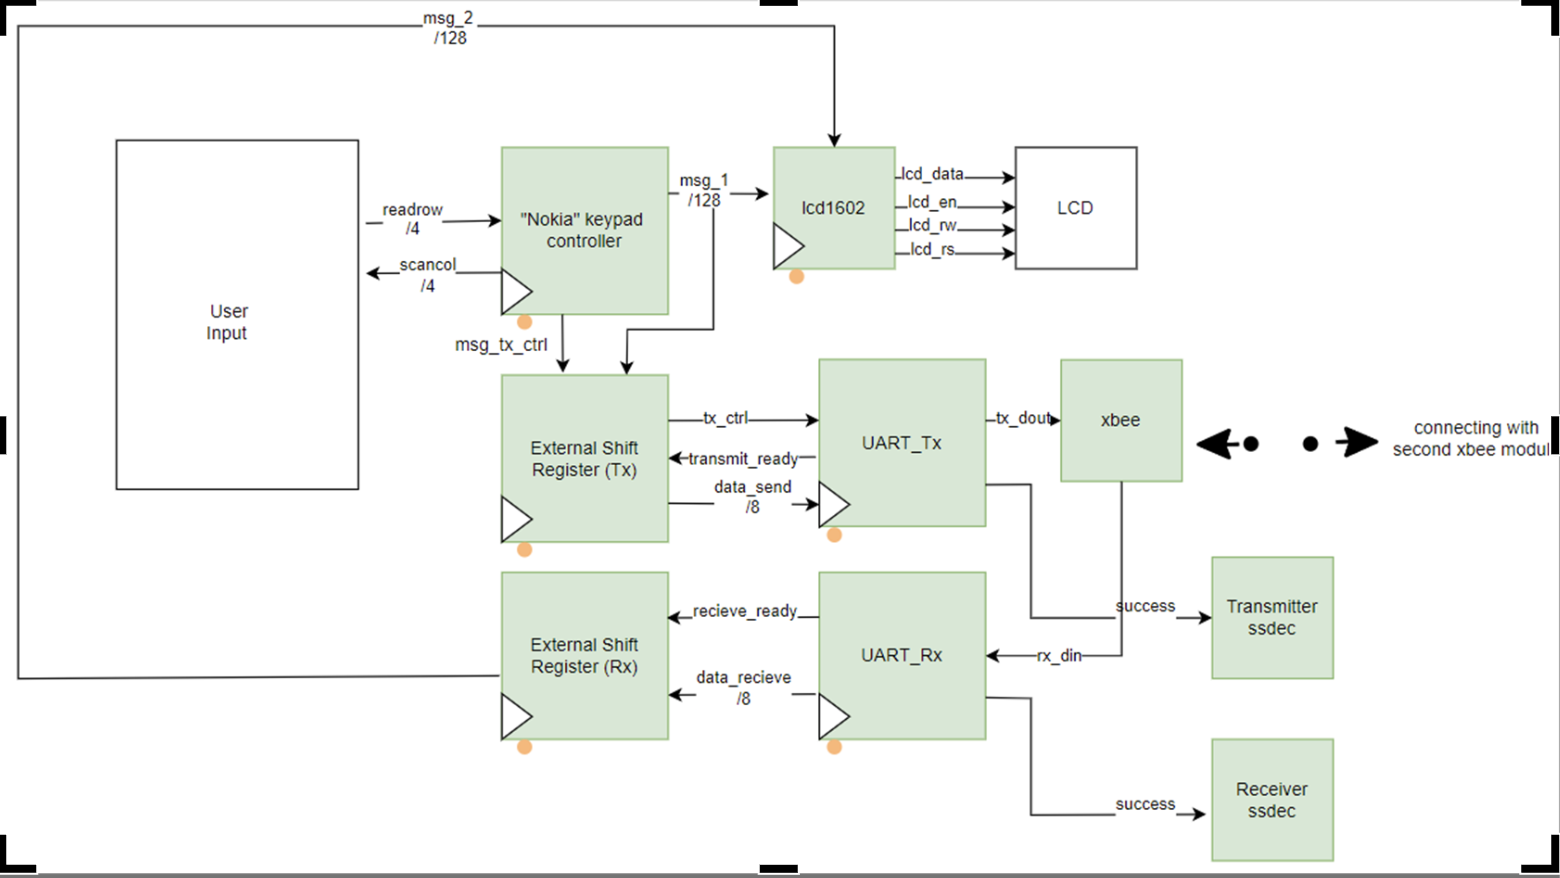 msg_2
/128
readrow
/4
scancol
/4
User
Input
"Nokia" keypad
controller
msg_1
/128
lcd1602
lcd_data
lcd_en
lcd_rw
lcd_rs
LCD
msg_tx_ctrl
External Shift
Register (Tx)
tx_ctrl
transmit_ready
data_send
/8
UART_Tx
tx_dout
xbee
connecting with
second xbee modul
External Shift
Register (Rx)
recieve_ready
data_recieve
/8
UART_Rx
rx_din
success
Transmitter
ssdec
success
Receiver
ssdec